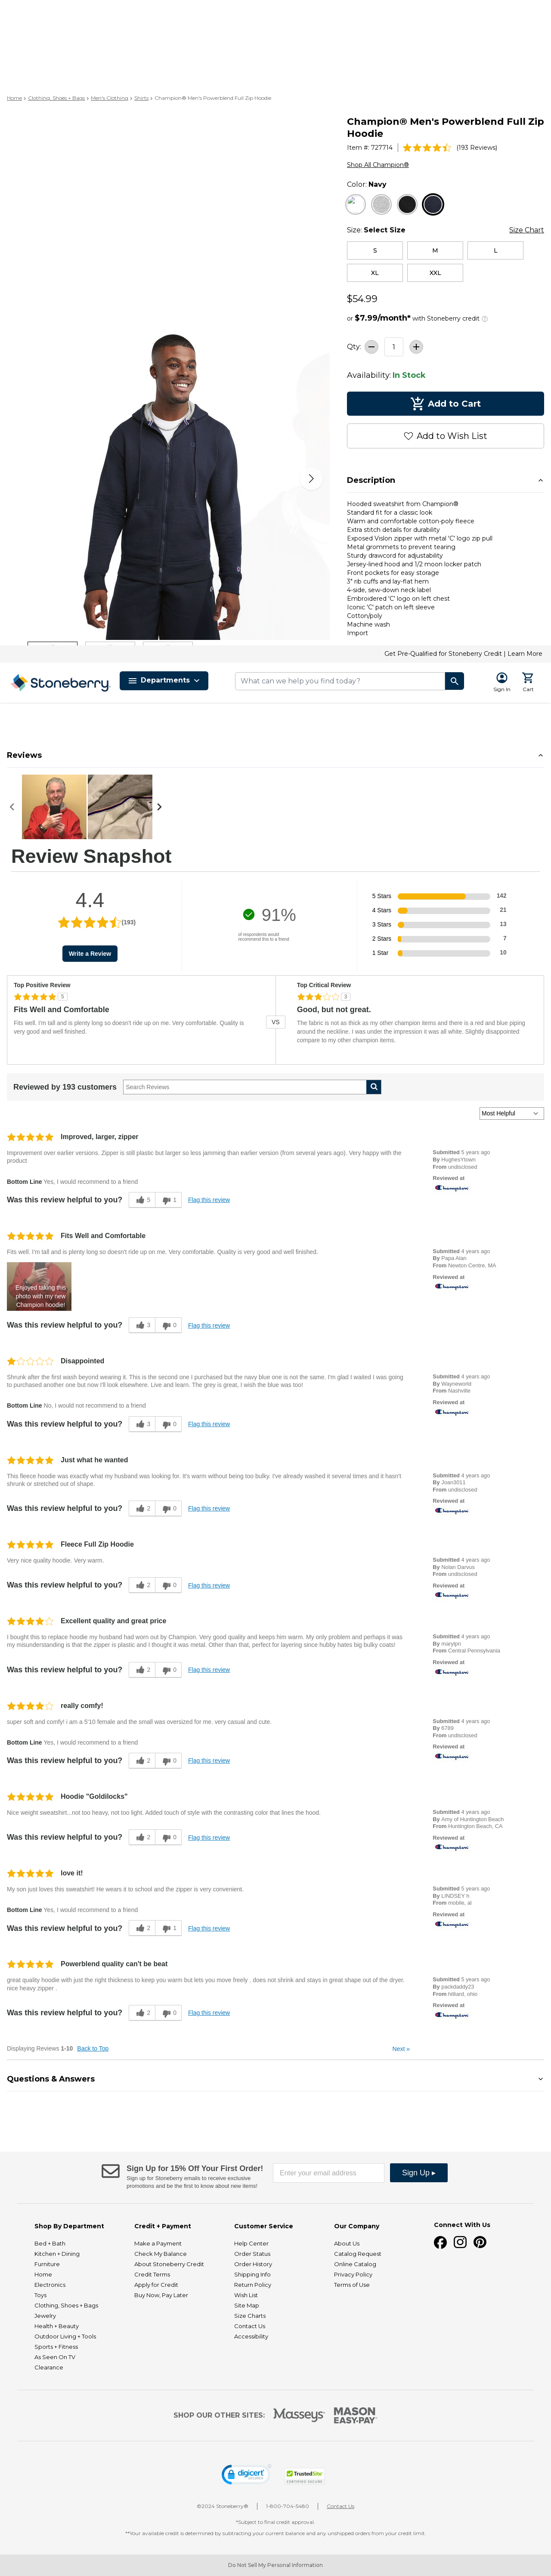 Home > Clothing, Shoes + Bags > Men's Clothing > Shirts > Champion® Men's Powerblend Full Zip Hoodie
Champion® Men's Powerblend Full Zip Hoodie
Item #: 727714 | (193 Reviews)
Shop All Champion®
Color: Navy
Size: Select Size
Size Chart
S
M
L
XL
XXL
$54.99
or $7.99/month* with Stoneberry credit
Qty: 1
Availability: In Stock
Add to Cart
Add to Wish List
Description
Hooded sweatshirt from Champion®
Standard fit for a classic look
Warm and comfortable cotton-poly fleece
Extra stitch details for durability
Exposed Vislon zipper with metal 'C' logo zip pull
Metal grommets to prevent tearing
Sturdy drawcord for adjustability
Jersey-lined hood and 1/2 moon locker patch
Front pockets for easy storage
3" rib cuffs and lay-flat hem
4-side, sew-down neck label
Embroidered 'C' logo on left chest
Iconic 'C' patch on left sleeve
Cotton/poly
Machine wash
Import
Get Pre-Qualified for Stoneberry Credit | Learn More
Stoneberry
Departments
What can we help you find today?
Sign In
Cart
Reviews
Review Snapshot
4.4
(193)
Write a Review
91%
of respondents would
recommend this to a friend
5 Stars 142
4 Stars 21
3 Stars 13
2 Stars 7
1 Star 10
Top Positive Review
5
Fits Well and Comfortable
Fits well. I'm tall and is plenty long so doesn't ride up on me. Very comfortable. Quality is
very good and well finished.
VS
Top Critical Review
3
Good, but not great.
The fabric is not as thick as my other champion items and there is a red and blue piping
around the neckline. I was under the impression it was all white. Slightly disappointed
compare to my other champion items.
Reviewed by 193 customers
Search Reviews
Most Helpful
Improved, larger, zipper
Improvement over earlier versions. Zipper is still plastic but larger so less jamming than earlier version (from several years ago). Very happy with the
product
Bottom Line Yes, I would recommend to a friend
Was this review helpful to you? 5 1 Flag this review
Submitted 5 years ago
By HughesYtown
From undisclosed
Reviewed at
Champion
Fits Well and Comfortable
Fits well. I'm tall and is plenty long so doesn't ride up on me. Very comfortable. Quality is very good and well finished.
Enjoyed taking this
photo with my new
Champion hoodie!
Was this review helpful to you? 3 0 Flag this review
Submitted 4 years ago
By Papa Alan
From Newton Centre, MA
Reviewed at
Champion
Disappointed
Shrunk after the first wash beyond wearing it. This is the second one I purchased but the navy blue one is not the same. I'm glad I waited I was going
to purchased another one but now I'll look elsewhere. Live and learn. The grey is great, I wish the blue was too!
Bottom Line No, I would not recommend to a friend
Was this review helpful to you? 3 0 Flag this review
Submitted 4 years ago
By Wayneworld
From Nashville
Reviewed at
Champion
Just what he wanted
This fleece hoodie was exactly what my husband was looking for. It's warm without being too bulky. I've already washed it several times and it hasn't
shrunk or stretched out of shape.
Was this review helpful to you? 2 0 Flag this review
Submitted 4 years ago
By Joan3011
From undisclosed
Reviewed at
Champion
Fleece Full Zip Hoodie
Very nice quality hoodie. Very warm.
Was this review helpful to you? 2 0 Flag this review
Submitted 4 years ago
By Nolan Darvus
From undisclosed
Reviewed at
Champion
Excellent quality and great price
I bought this to replace hoodie my husband had worn out by Champion. Very good quality and keeps him warm. My only problem and perhaps it was
my misunderstanding is that the zipper is plastic and I thought it was metal. Other than that, perfect for layering since hubby hates big bulky coats!
Was this review helpful to you? 2 0 Flag this review
Submitted 4 years ago
By maryipn
From Central Pennsylvania
Reviewed at
Champion
really comfy!
super soft and comfy! i am a 5'10 female and the small was oversized for me. very casual and cute.
Bottom Line Yes, I would recommend to a friend
Was this review helpful to you? 2 0 Flag this review
Submitted 4 years ago
By 6789
From undisclosed
Reviewed at
Champion
Hoodie "Goldilocks"
Nice weight sweatshirt...not too heavy, not too light. Added touch of style with the contrasting color that lines the hood.
Was this review helpful to you? 2 0 Flag this review
Submitted 4 years ago
By Amy of Huntington Beach
From Huntington Beach, CA
Reviewed at
Champion
love it!
My son just loves this sweatshirt! He wears it to school and the zipper is very convenient.
Bottom Line Yes, I would recommend to a friend
Was this review helpful to you? 2 1 Flag this review
Submitted 5 years ago
By LINDSEY h
From mobile, al
Reviewed at
Champion
Powerblend quality can't be beat
great quality hoodie with just the right thickness to keep you warm but lets you move freely . does not shrink and stays in great shape out of the dryer.
nice heavy zipper .
Was this review helpful to you? 2 0 Flag this review
Submitted 5 years ago
By packdaddy23
From hilliard, ohio
Reviewed at
Champion
Displaying Reviews 1-10 Back to Top
Next »
Questions & Answers
Sign Up for 15% Off Your First Order!
Sign up for Stoneberry emails to receive exclusive
promotions and be the first to know about new items!
Enter your email address
Sign Up ▸
Shop By Department
Bed + Bath
Kitchen + Dining
Furniture
Home
Electronics
Toys
Clothing, Shoes + Bags
Jewelry
Health + Beauty
Outdoor Living + Tools
Sports + Fitness
As Seen On TV
Clearance
Credit + Payment
Make a Payment
Check My Balance
About Stoneberry Credit
Credit Terms
Apply for Credit
Buy Now, Pay Later
Customer Service
Help Center
Order Status
Order History
Shipping Info
Return Policy
Wish List
Site Map
Size Charts
Contact Us
Accessibility
Our Company
About Us
Catalog Request
Online Catalog
Privacy Policy
Terms of Use
Connect With Us
SHOP OUR OTHER SITES:
Masseys
MASON
EASY-PAY
digicert
SECURED
TrustedSite
CERTIFIED SECURE
©2024 Stoneberry® | 1-800-704-5480 | Contact Us
*Subject to final credit approval.
**Your available credit is determined by subtracting your current balance and any unshipped orders from your credit limit.
Do Not Sell My Personal Information